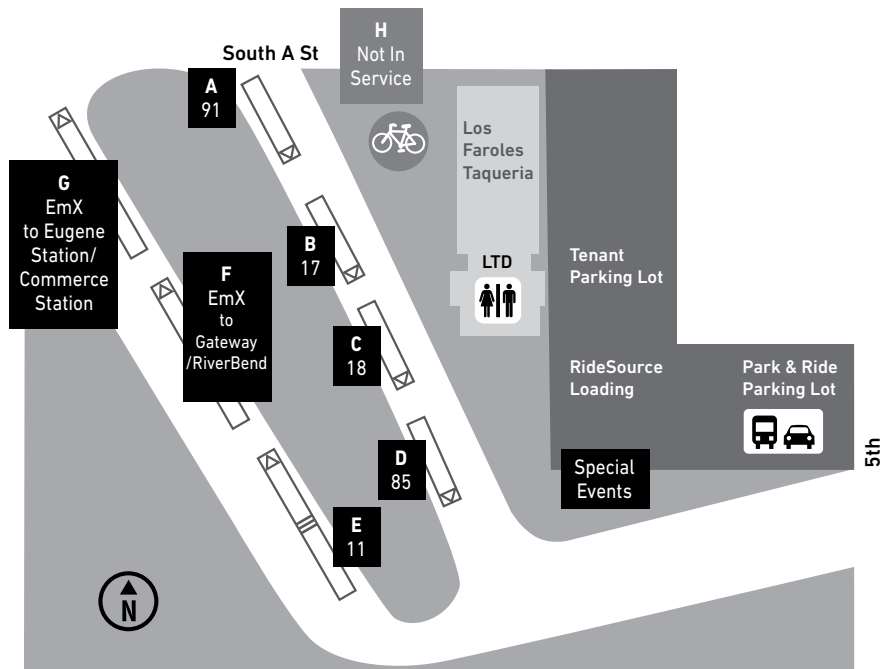 South A St
H
Not In
Service
A
91
Los
Faroles
Taqueria
G
EmX
to Eugene
Station/
Commerce
Station
B
17
F
EmX
to
Gateway
/RiverBend
LTD
Tenant
Parking Lot
C
18
RideSource
Loading
Park & Ride
Parking Lot
D
85
Special
Events
5th
E
11
N